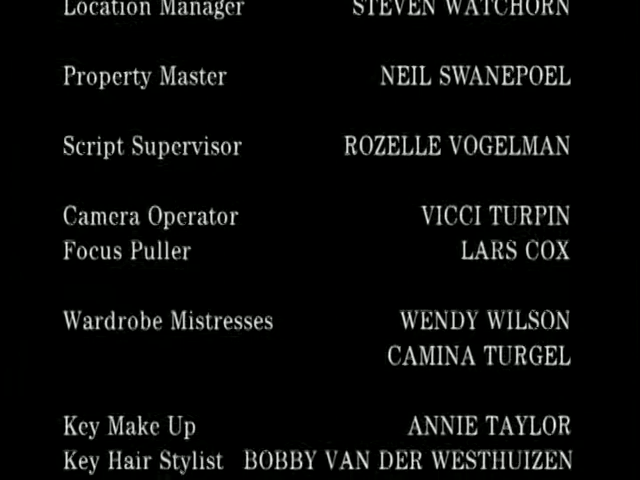 Location Manager STEVEN WATCHORN
Property Master NEIL SWANEPOEL
Script Supervisor ROZELLE VOGELMAN
Camera Operator VICCI TURPIN
Focus Puller LARS COX
Wardrobe Mistresses WENDY WILSON
CAMINA TURGEL
Key Make Up ANNIE TAYLOR
Key Hair Stylist BOBBY VAN DER WESTHUIZEN